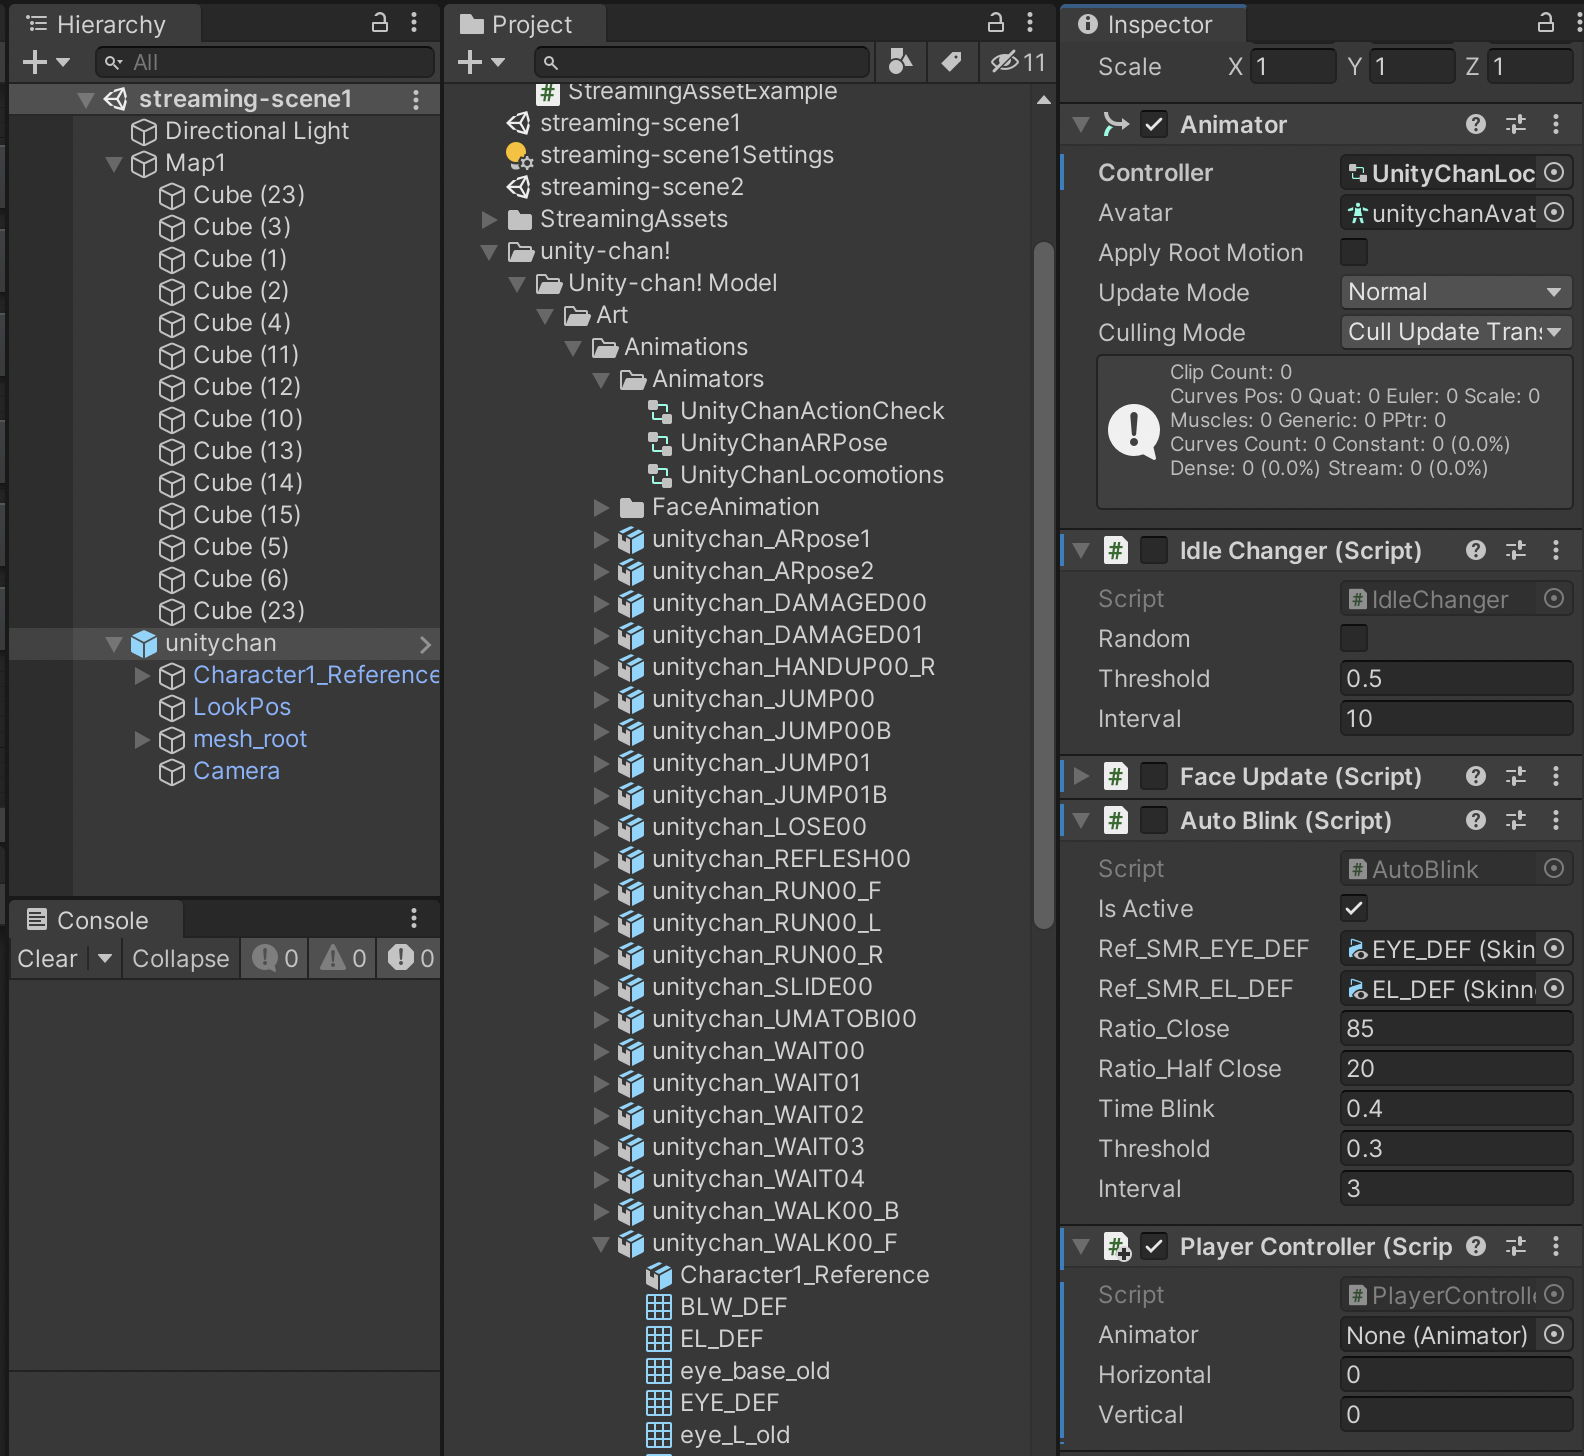 Hierarchy
All
streaming-scene1
Directional Light
Map1
Cube (23)
Cube (3)
Cube (1)
Cube (2)
Cube (4)
Cube (11)
Cube (12)
Cube (10)
Cube (13)
Cube (14)
Cube (15)
Cube (5)
Cube (6)
Cube (23)
unitychan
Character1_Reference
LookPos
mesh_root
Camera
Console
Clear Collapse 0 0 0
Project
11
StreamingAssetExample
streaming-scene1
streaming-scene1Settings
streaming-scene2
StreamingAssets
unity-chan!
Unity-chan! Model
Art
Animations
Animators
UnityChanActionCheck
UnityChanARPose
UnityChanLocomotions
FaceAnimation
unitychan_ARpose1
unitychan_ARpose2
unitychan_DAMAGED00
unitychan_DAMAGED01
unitychan_HANDUP00_R
unitychan_JUMP00
unitychan_JUMP00B
unitychan_JUMP01
unitychan_JUMP01B
unitychan_LOSE00
unitychan_REFLESH00
unitychan_RUN00_F
unitychan_RUN00_L
unitychan_RUN00_R
unitychan_SLIDE00
unitychan_UMATOBI00
unitychan_WAIT00
unitychan_WAIT01
unitychan_WAIT02
unitychan_WAIT03
unitychan_WAIT04
unitychan_WALK00_B
unitychan_WALK00_F
Character1_Reference
BLW_DEF
EL_DEF
eye_base_old
EYE_DEF
eye_L_old
Inspector
Scale X 1 Y 1 Z 1
Animator
Controller UnityChanLoc
Avatar unitychanAvat
Apply Root Motion
Update Mode Normal
Culling Mode Cull Update Trans
Clip Count: 0
Curves Pos: 0 Quat: 0 Euler: 0 Scale: 0
Muscles: 0 Generic: 0 PPtr: 0
Curves Count: 0 Constant: 0 (0.0%)
Dense: 0 (0.0%) Stream: 0 (0.0%)
Idle Changer (Script)
Script IdleChanger
Random
Threshold 0.5
Interval 10
Face Update (Script)
Auto Blink (Script)
Script AutoBlink
Is Active
Ref_SMR_EYE_DEF EYE_DEF (Skin
Ref_SMR_EL_DEF EL_DEF (Skinn
Ratio_Close 85
Ratio_Half Close 20
Time Blink 0.4
Threshold 0.3
Interval 3
Player Controller (Scrip
Script PlayerControlle
Animator None (Animator)
Horizontal 0
Vertical 0